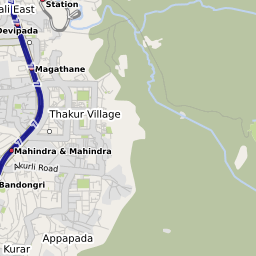 Station
ali East
Devipada
Magathane
Thakur Village
Mahindra & Mahindra
Akurli Road
Bandongri
Appapada
Kurar